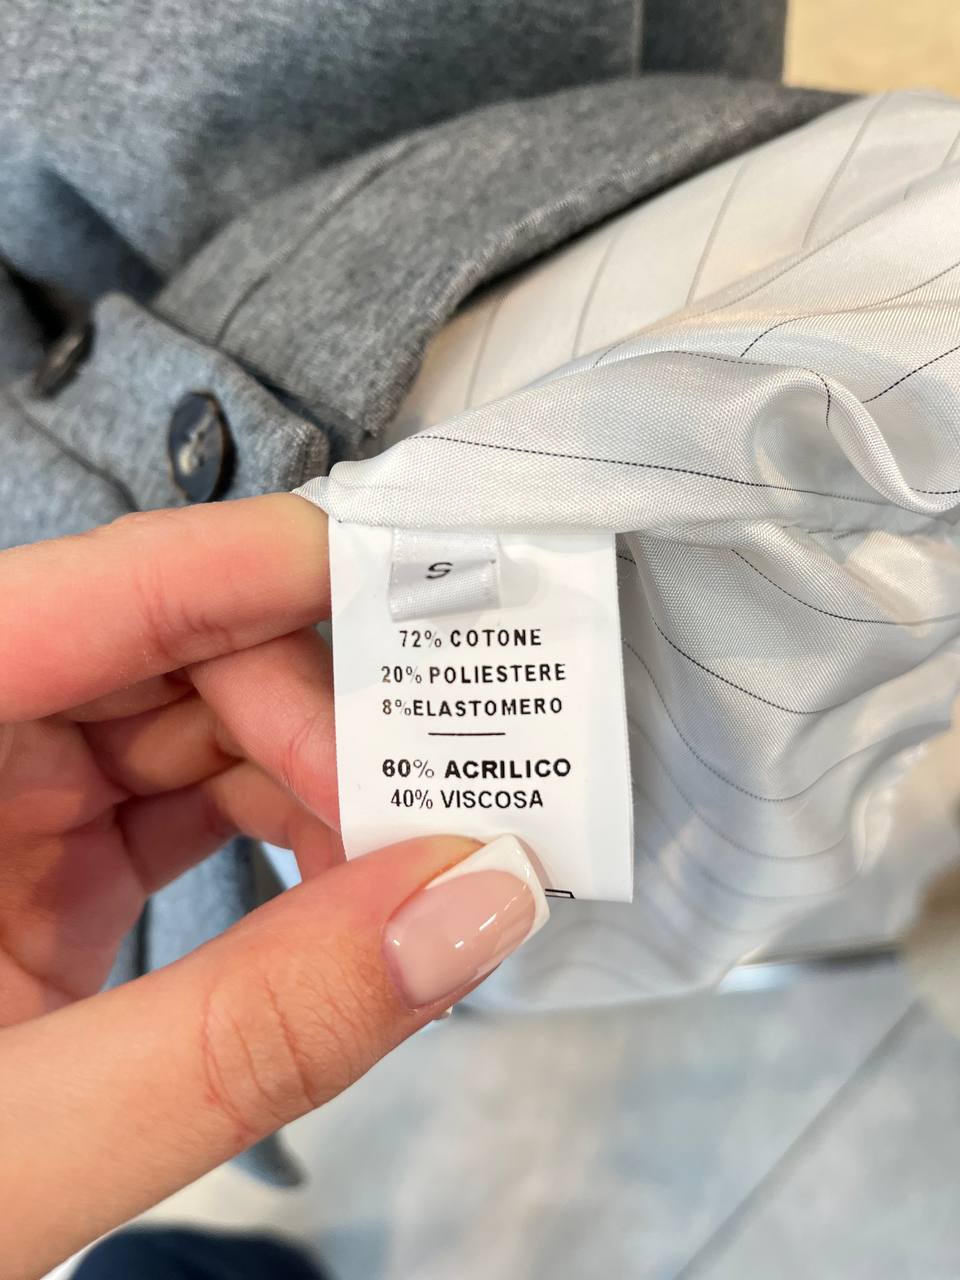 S
72% COTONE
20% POLIESTERE
8%ELASTOMERO
60% ACRILICO
40% VISCOSA